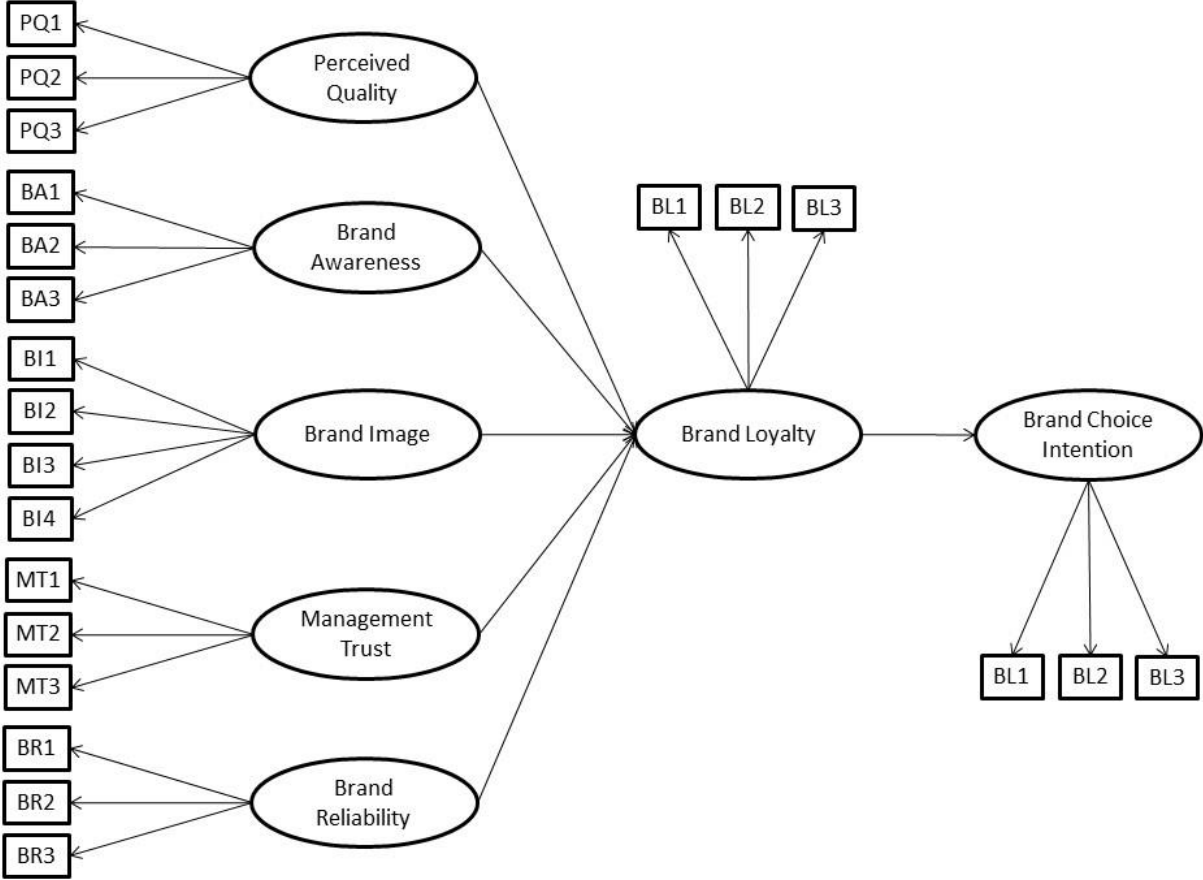 PQ1
PQ2
PQ3
Perceived
Quality
BA1
BA2
BA3
Brand
Awareness
BI1
BI2
BI3
BI4
Brand Image
MT1
MT2
MT3
Management
Trust
BR1
BR2
BR3
Brand
Reliability
BL1
BL2
BL3
Brand Loyalty
Brand Choice
Intention
BL1
BL2
BL3